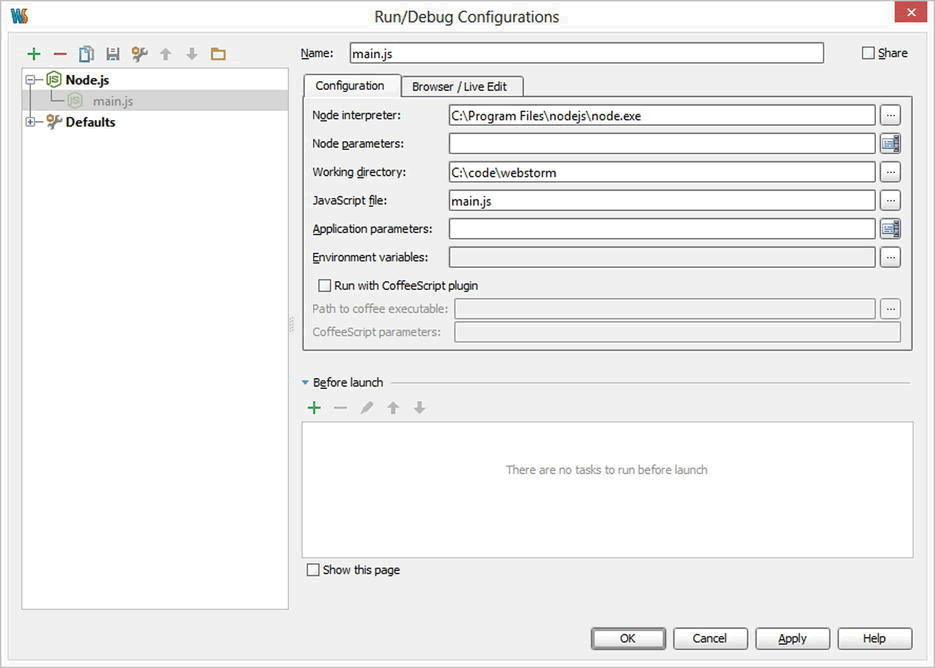 WS
Run/Debug Configurations
Name: main.js Share
Node.js
main.js
Defaults
Configuration Browser / Live Edit
Node interpreter: C:\Program Files\nodejs\node.exe ...
Node parameters:
Working directory: C:\code\webstorm ...
JavaScript file: main.js ...
Application parameters:
Environment variables: ...
Run with CoffeeScript plugin
Path to coffee executable: ...
CoffeeScript parameters:
Before launch
There are no tasks to run before launch
Show this page
OK Cancel Apply Help